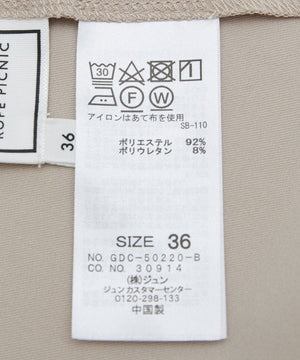 ROPE PICNIC
36
30
F
W
アイロンはあて布を使用
SB-110
ポリエステル 92%
ポリウレタン 8%
SIZE 36
NO. GDC-50220-B
CO. NO. 30914
(株)ジュン
ジュンカスタマーセンター
0120-298-133
中国製